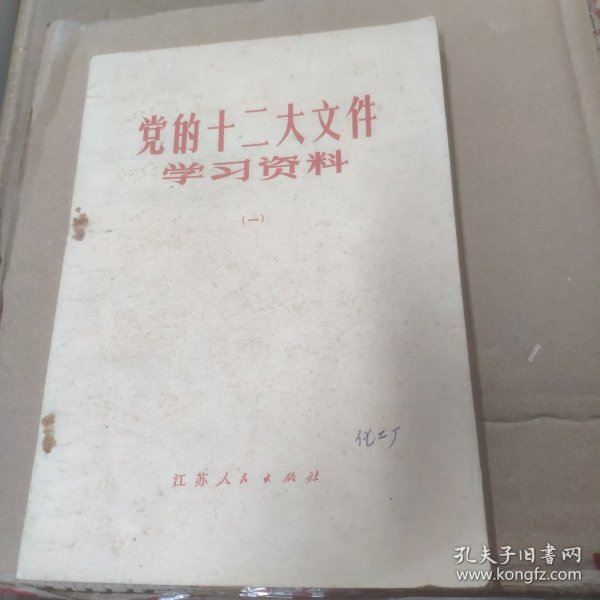 党的十二大文件
学习资料
(一)
化工厂
江苏人民出版社
孔夫子旧书网
www.kongfz.com